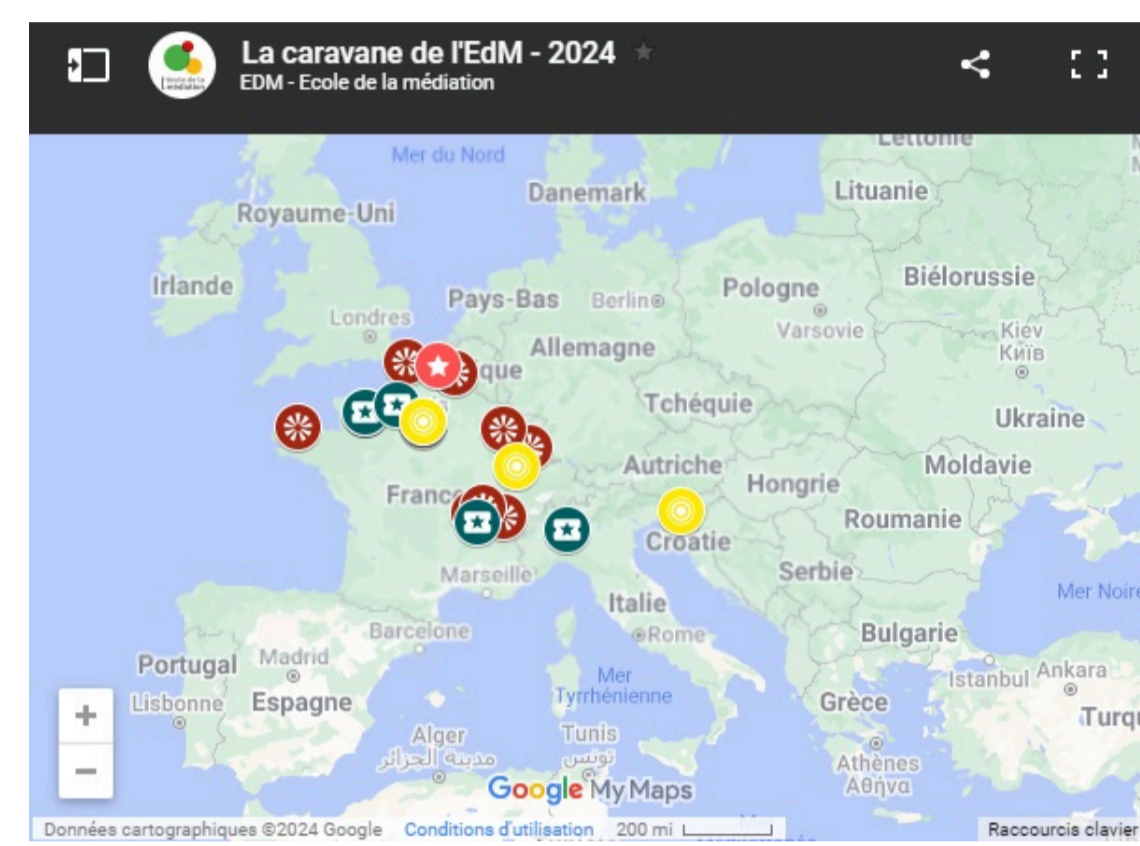 La caravane de l'EdM - 2024
EDM - Ecole de la médiation
Mer du Nord
Lettonie
Danemark
Lituanie
Royaume-Uni
Irlande
Biélorussie
Pays-Bas
Berlin
Pologne
Londres
Varsovie
Kiev
Київ
Allemagne
que
Tchéquie
Ukraine
Autriche
Moldavie
Hongrie
France
Roumanie
Croatie
Marseille
Serbie
Mer Noire
Italie
Barcelone
Rome
Bulgarie
Portugal
Madrid
Mer
Tyrrhénienne
Istanbul
Ankara
Lisbonne
Espagne
Grèce
Turqu
Alger
مدينة الجزائر
Tunis
تونس
Athènes
Αθήνα
Google My Maps
Données cartographiques ©2024 Google Conditions d'utilisation 200 mi Raccourcis clavier